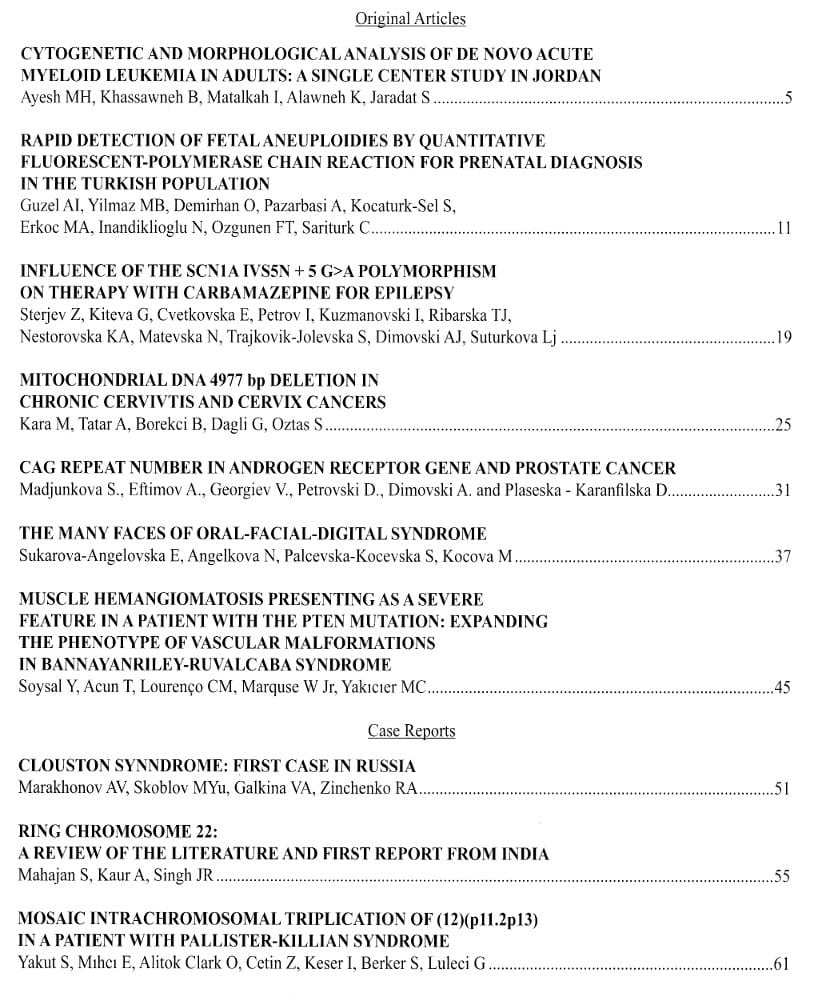 Original Articles
CYTOGENETIC AND MORPHOLOGICAL ANALYSIS OF DE NOVO ACUTE
MYELOID LEUKEMIA IN ADULTS: A SINGLE CENTER STUDY IN JORDAN
Ayesh MH, Khassawneh B, Matalkah I, Alawneh K, Jaradat S ........ 5
RAPID DETECTION OF FETAL ANEUPLOIDIES BY QUANTITATIVE
FLUORESCENT-POLYMERASE CHAIN REACTION FOR PRENATAL DIAGNOSIS
IN THE TURKISH POPULATION
Guzel AI, Yilmaz MB, Demirhan O, Pazarbasi A, Kocaturk-Sel S,
Erkoc MA, Inandiklioglu N, Ozgunen FT, Sariturk C ........ 11
INFLUENCE OF THE SCN1A IVS5N + 5 G>A POLYMORPHISM
ON THERAPY WITH CARBAMAZEPINE FOR EPILEPSY
Sterjev Z, Kiteva G, Cvetkovska E, Petrov I, Kuzmanovski I, Ribarska TJ,
Nestorovska KA, Matevska N, Trajkovik-Jolevska S, Dimovski AJ, Suturkova Lj ........ 19
MITOCHONDRIAL DNA 4977 bp DELETION IN
CHRONIC CERVIVTIS AND CERVIX CANCERS
Kara M, Tatar A, Borekci B, Dagli G, Oztas S ........ 25
CAG REPEAT NUMBER IN ANDROGEN RECEPTOR GENE AND PROSTATE CANCER
Madjunkova S., Eftimov A., Georgiev V., Petrovski D., Dimovski A. and Plaseska - Karanfilska D. ........ 31
THE MANY FACES OF ORAL-FACIAL-DIGITAL SYNDROME
Sukarova-Angelovska E, Angelkova N, Palcevska-Kocevska S, Kocova M ........ 37
MUSCLE HEMANGIOMATOSIS PRESENTING AS A SEVERE
FEATURE IN A PATIENT WITH THE PTEN MUTATION: EXPANDING
THE PHENOTYPE OF VASCULAR MALFORMATIONS
IN BANNAYANRILEY-RUVALCABA SYNDROME
Soysal Y, Acun T, Lourenço CM, Marquse W Jr, Yakıcıer MC ........ 45
Case Reports
CLOUSTON SYNNDROME: FIRST CASE IN RUSSIA
Marakhonov AV, Skoblov MYu, Galkina VA, Zinchenko RA ........ 51
RING CHROMOSOME 22:
A REVIEW OF THE LITERATURE AND FIRST REPORT FROM INDIA
Mahajan S, Kaur A, Singh JR ........ 55
MOSAIC INTRACHROMOSOMAL TRIPLICATION OF (12)(p11.2p13)
IN A PATIENT WITH PALLISTER-KILLIAN SYNDROME
Yakut S, Mıhcı E, Alitok Clark O, Cetin Z, Keser I, Berker S, Luleci G ........ 61